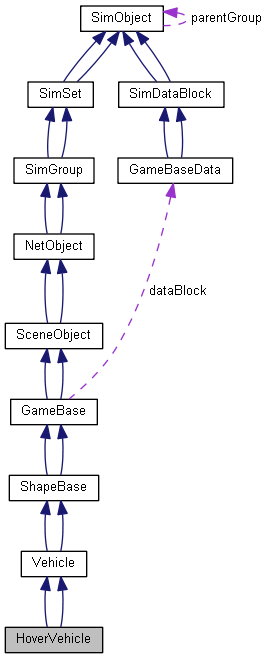 SimObject
parentGroup
SimSet
SimDataBlock
SimGroup
GameBaseData
NetObject
dataBlock
SceneObject
GameBase
ShapeBase
Vehicle
HoverVehicle